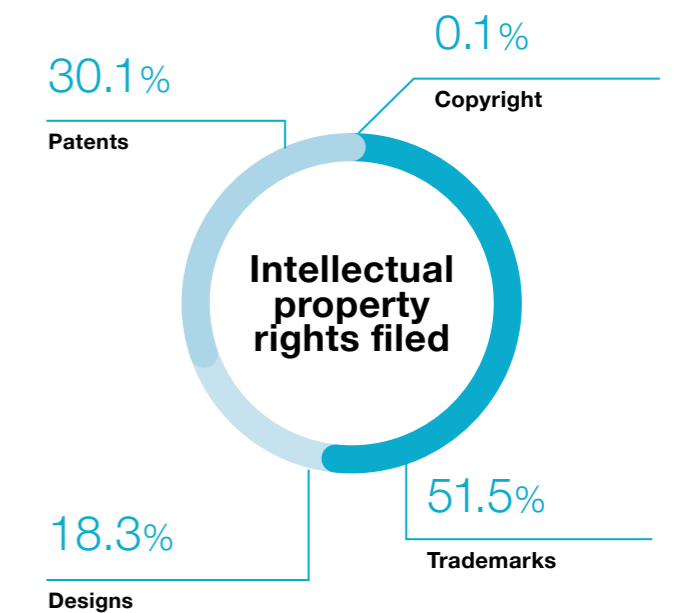 0.1%
Copyright
30.1%
Patents
Intellectual
property
rights filed
51.5%
Trademarks
18.3%
Designs